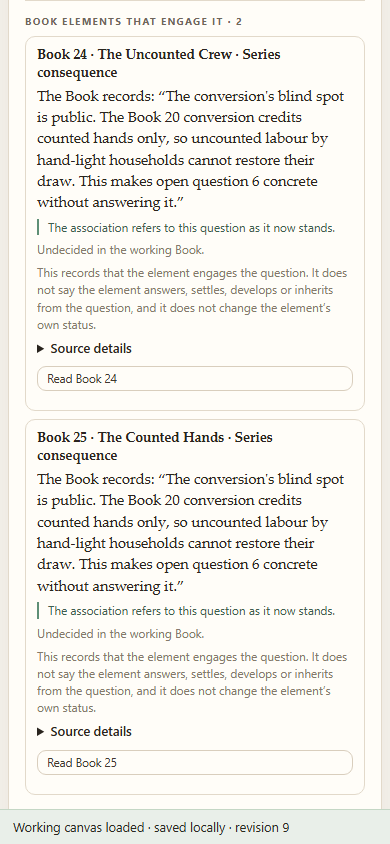 BOOK ELEMENTS THAT ENGAGE IT · 2
Book 24 · The Uncounted Crew · Series
consequence
The Book records: “The conversion's blind spot
is public. The Book 20 conversion credits
counted hands only, so uncounted labour by
hand-light households cannot restore their
draw. This makes open question 6 concrete
without answering it.”
The association refers to this question as it now stands.
Undecided in the working Book.
This records that the element engages the question. It does
not say the element answers, settles, develops or inherits
from the question, and it does not change the element’s
own status.
▶ Source details
Read Book 24
Book 25 · The Counted Hands · Series
consequence
The Book records: “The conversion's blind spot
is public. The Book 20 conversion credits
counted hands only, so uncounted labour by
hand-light households cannot restore their
draw. This makes open question 6 concrete
without answering it.”
The association refers to this question as it now stands.
Undecided in the working Book.
This records that the element engages the question. It does
not say the element answers, settles, develops or inherits
from the question, and it does not change the element’s
own status.
▶ Source details
Read Book 25
Working canvas loaded · saved locally · revision 9